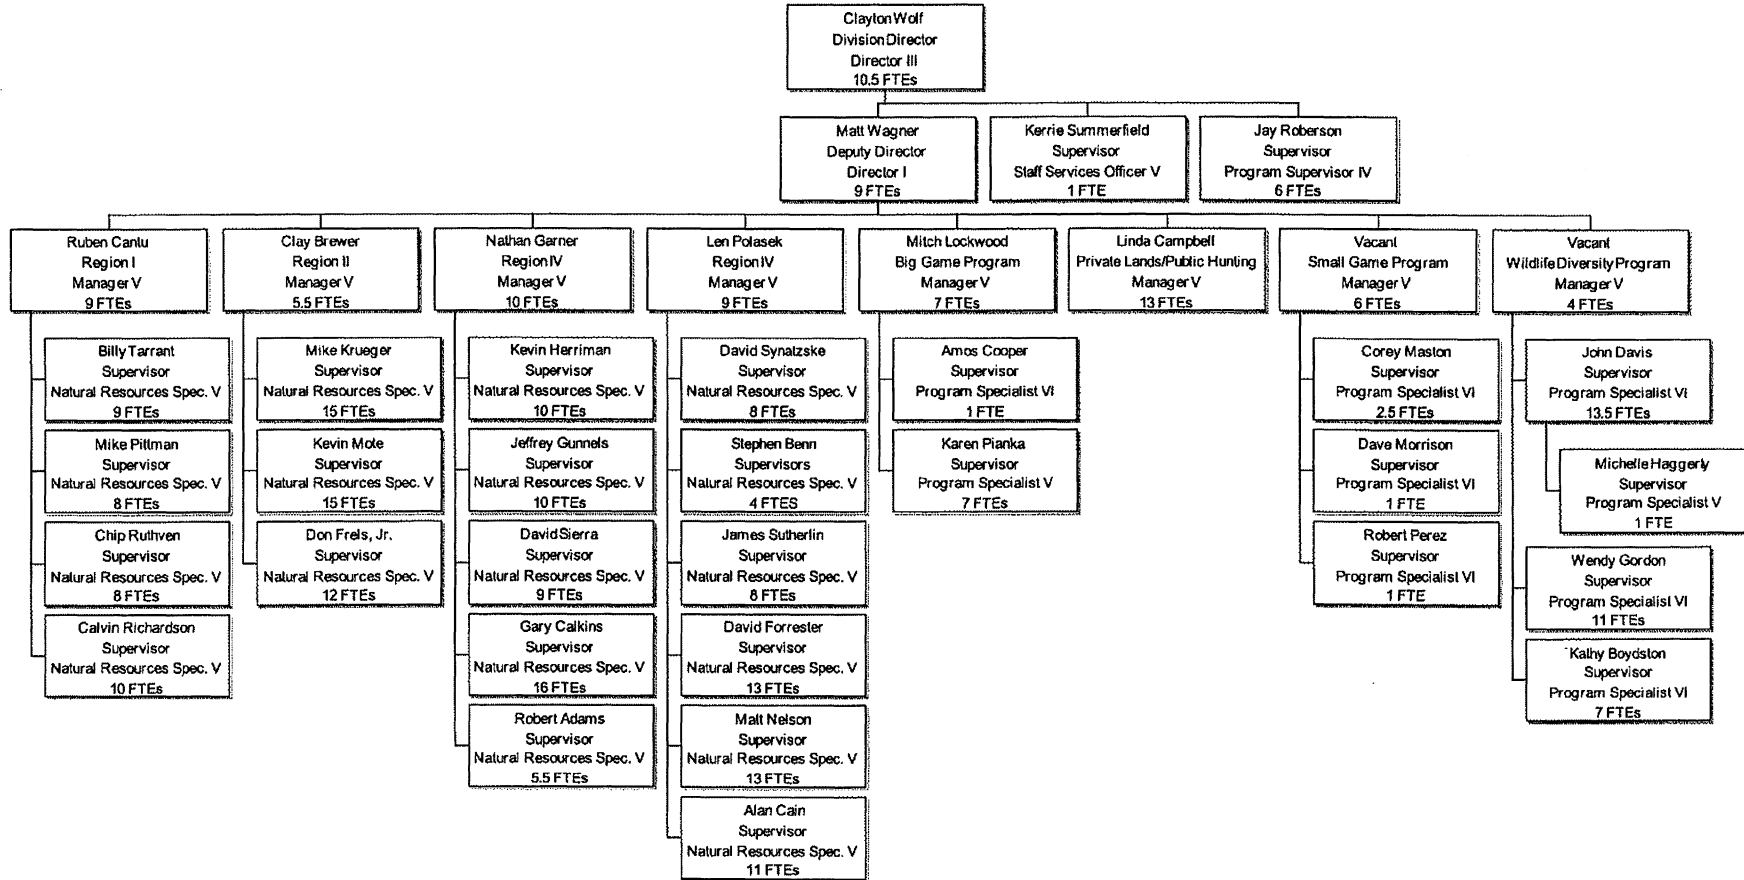 Clayton Wolf
Division Director
Director III
10.5 FTEs
Matt Wagner
Deputy Director
Director I
9 FTEs
Kerrie Summerfield
Supervisor
Staff Services Officer V
1 FTE
Jay Roberson
Supervisor
Program Supervisor IV
6 FTEs
Ruben Cantu
Region I
Manager V
9 FTEs
Clay Brewer
Region II
Manager V
5.5 FTEs
Nathan Garner
Region IV
Manager V
10 FTEs
Len Polasek
Region IV
Manager V
9 FTEs
Mitch Lockwood
Big Game Program
Manager V
7 FTEs
Linda Campbell
Private Lands/Public Hunting
Manager V
13 FTEs
Vacant
Small Game Program
Manager V
6 FTEs
Vacant
Wildlife Diversity Program
Manager V
4 FTEs
Billy Tarrant
Supervisor
Natural Resources Spec. V
9 FTEs
Mike Pittman
Supervisor
Natural Resources Spec. V
8 FTEs
Chip Ruthven
Supervisor
Natural Resources Spec. V
8 FTEs
Calvin Richardson
Supervisor
Natural Resources Spec. V
10 FTEs
Mike Krueger
Supervisor
Natural Resources Spec. V
15 FTEs
Kevin Mote
Supervisor
Natural Resources Spec. V
15 FTEs
Don Frels, Jr.
Supervisor
Natural Resources Spec. V
12 FTEs
Kevin Herriman
Supervisor
Natural Resources Spec. V
10 FTEs
Jeffrey Gunnels
Supervisor
Natural Resources Spec. V
10 FTEs
David Sierra
Supervisor
Natural Resources Spec. V
9 FTEs
Gary Calkins
Supervisor
Natural Resources Spec. V
16 FTEs
Robert Adams
Supervisor
Natural Resources Spec. V
5.5 FTEs
David Synatzske
Supervisor
Natural Resources Spec. V
8 FTEs
Stephen Benn
Supervisors
Natural Resources Spec. V
4 FTES
James Sutherlin
Supervisor
Natural Resources Spec. V
8 FTEs
David Forrester
Supervisor
Natural Resources Spec. V
13 FTEs
Matt Nelson
Supervisor
Natural Resources Spec. V
13 FTEs
Alan Cain
Supervisor
Natural Resources Spec. V
11 FTEs
Amos Cooper
Supervisor
Program Specialist VI
1 FTE
Karen Pianka
Supervisor
Program Specialist V
7 FTEs
Corey Maston
Supervisor
Program Specialist VI
2.5 FTEs
Dave Morrison
Supervisor
Program Specialist VI
1 FTE
Robert Perez
Supervisor
Program Specialist VI
1 FTE
John Davis
Supervisor
Program Specialist VI
13.5 FTEs
Michelle Haggerty
Supervisor
Program Specialist V
1 FTE
Wendy Gordon
Supervisor
Program Specialist VI
11 FTEs
Kathy Boydston
Supervisor
Program Specialist VI
7 FTEs